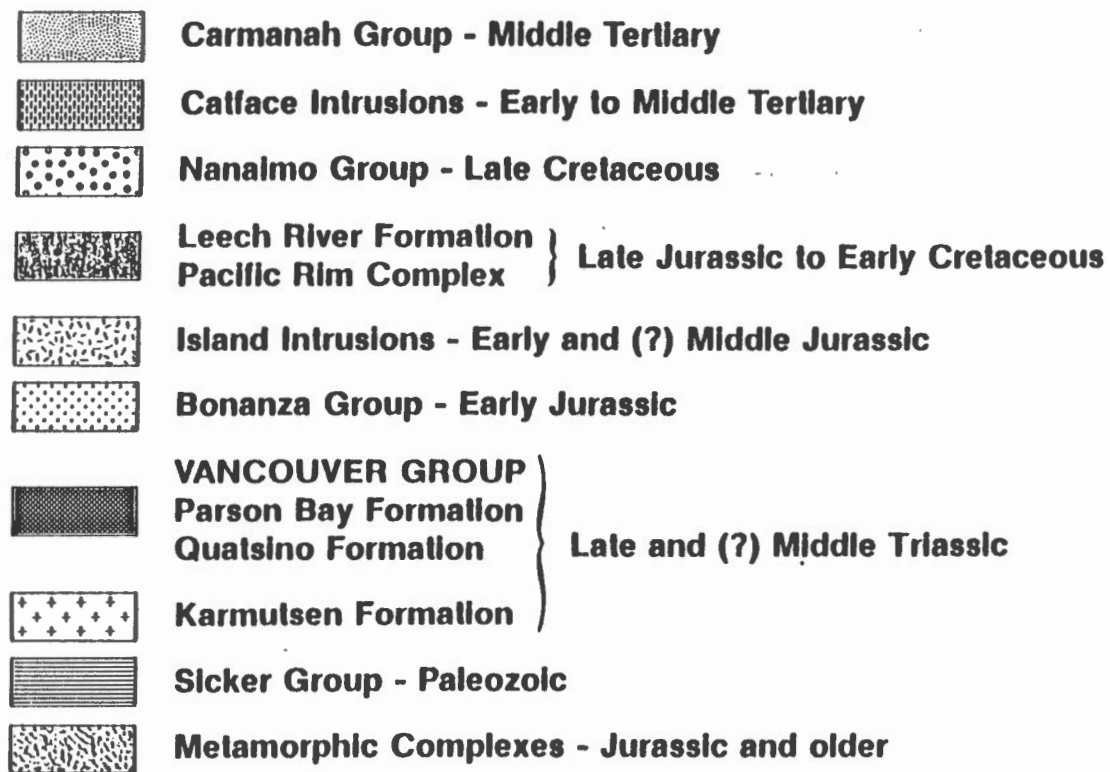 Carmanah Group - Middle Tertiary
Catface Intrusions - Early to Middle Tertiary
Nanaimo Group - Late Cretaceous
Leech River Formation
Pacific Rim Complex
Late Jurassic to Early Cretaceous
Island Intrusions - Early and (?) Middle Jurassic
Bonanza Group - Early Jurassic
VANCOUVER GROUP
Parson Bay Formation
Quatsino Formation
Late and (?) Middle Triassic
Karmutsen Formation
Sicker Group - Paleozoic
Metamorphic Complexes - Jurassic and older